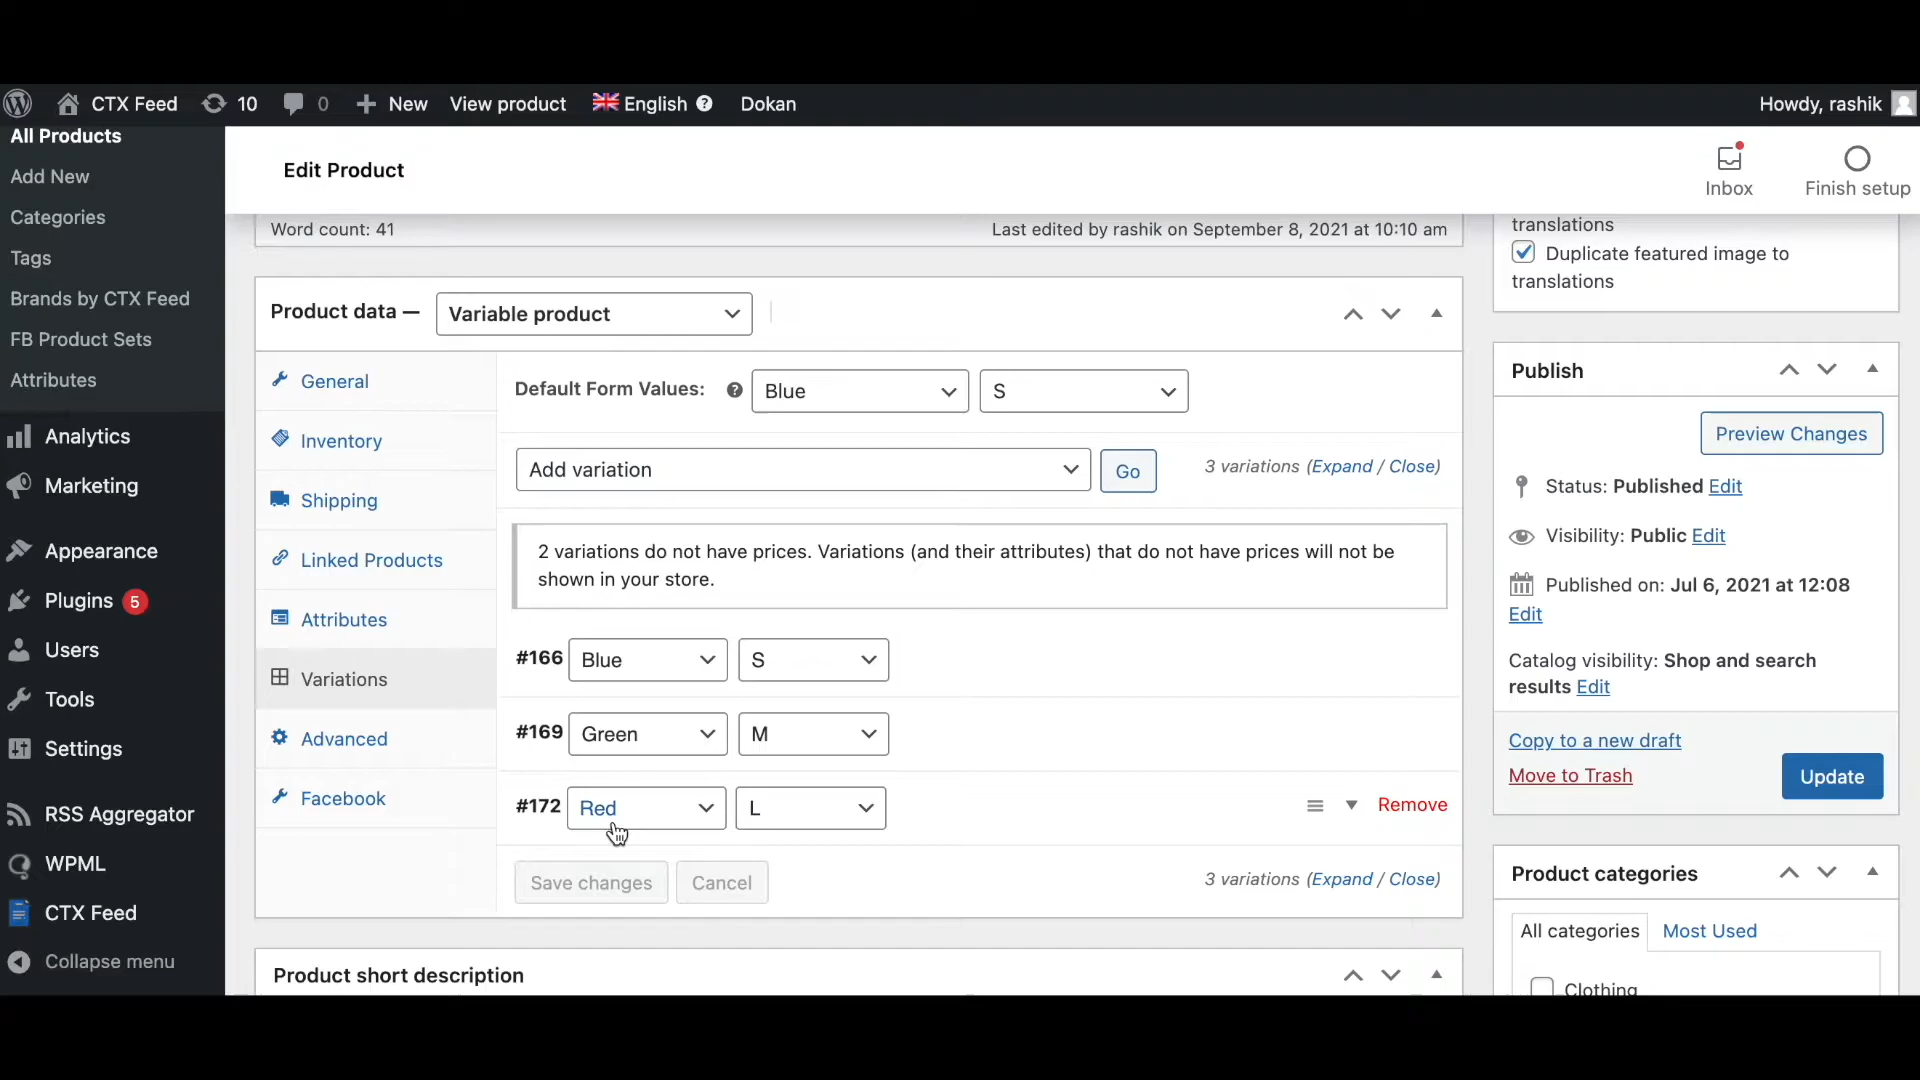 CTX Feed 10 0 New View product English Dokan Howdy, rashik
All Products
Add New
Categories
Tags
Brands by CTX Feed
FB Product Sets
Attributes
Analytics
Marketing
Appearance
Plugins 5
Users
Tools
Settings
RSS Aggregator
WPML
CTX Feed
Collapse menu
Edit Product
Inbox
Finish setup
Word count: 41
Last edited by rashik on September 8, 2021 at 10:10 am
Product data — Variable product
General
Inventory
Shipping
Linked Products
Attributes
Variations
Advanced
Facebook
Default Form Values: Blue S
Add variation Go 3 variations (Expand / Close)
2 variations do not have prices. Variations (and their attributes) that do not have prices will not be
shown in your store.
#166 Blue S
#169 Green M
#172 Red L Remove
Save changes Cancel 3 variations (Expand / Close)
Product short description
translations
Duplicate featured image to
translations
Publish
Preview Changes
Status: Published Edit
Visibility: Public Edit
Published on: Jul 6, 2021 at 12:08
Edit
Catalog visibility: Shop and search
results Edit
Copy to a new draft
Move to Trash
Update
Product categories
All categories Most Used
Clothing